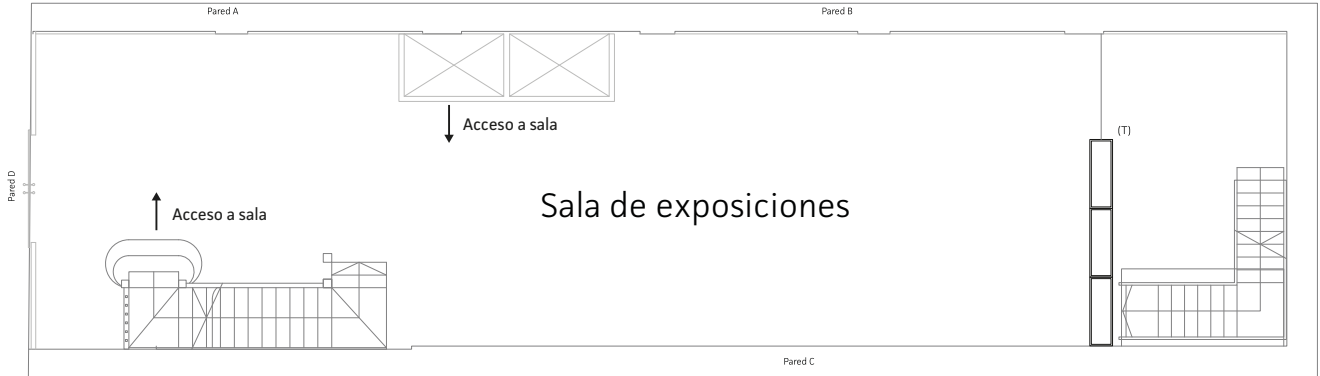 Pared A
Pared B
Acceso a sala
(T)
Pared D
Acceso a sala
Sala de exposiciones
Pared C